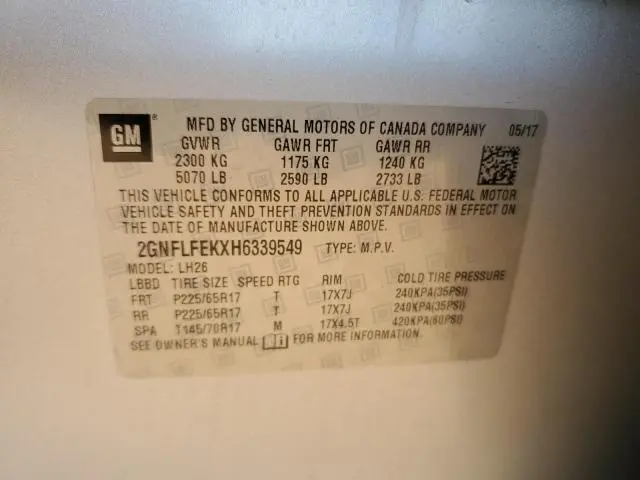 GM ®
MFD BY GENERAL MOTORS OF CANADA COMPANY 05/17
GVWR GAWR FRT GAWR RR
2300 KG 1175 KG 1240 KG
5070 LB 2590 LB 2733 LB
THIS VEHICLE CONFORMS TO ALL APPLICABLE U.S. FEDERAL MOTOR
VEHICLE SAFETY AND THEFT PREVENTION STANDARDS IN EFFECT ON
THE DATE OF MANUFACTURE SHOWN ABOVE.
2GNFLFEKXH6339549 TYPE: M.P.V.
MODEL: LH26
LBBD TIRE SIZE SPEED RTG RIM COLD TIRE PRESSURE
FRT P225/65R17 T 17X7J 240KPA(35PSI)
RR P225/65R17 T 17X7J 240KPA(35PSI)
SPA T145/70R17 M 17X4.5T 420KPA(60PSI)
SEE OWNER'S MANUAL FOR MORE INFORMATION.